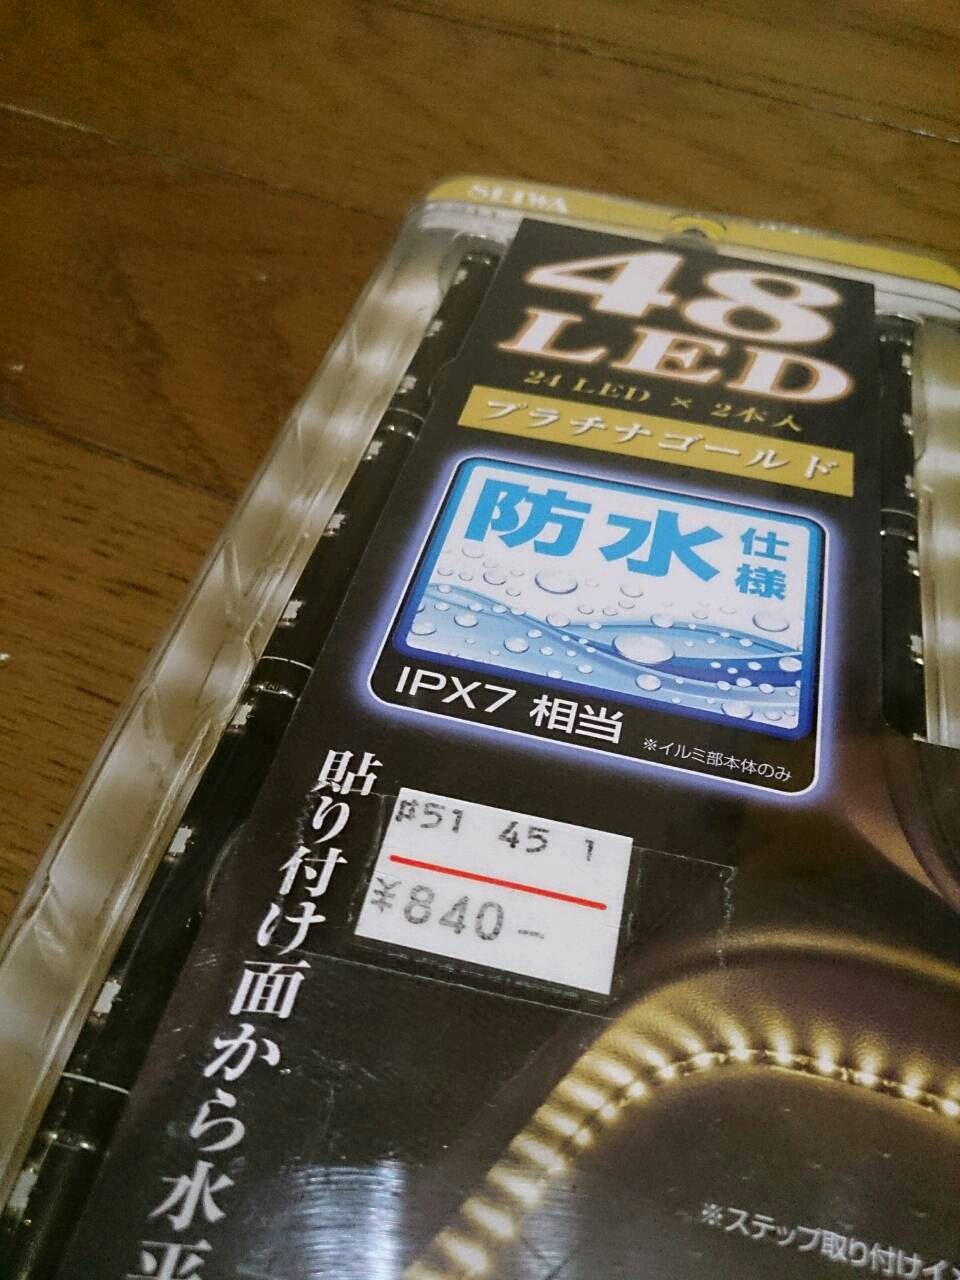 SEIWA
48
LED
24 LED × 2本入
プラチナゴールド
防水仕様
IPX7 相当
※イルミ部本体のみ
#51 45 1
¥840-
貼り付け面から水平
※ステップ取り付けイ